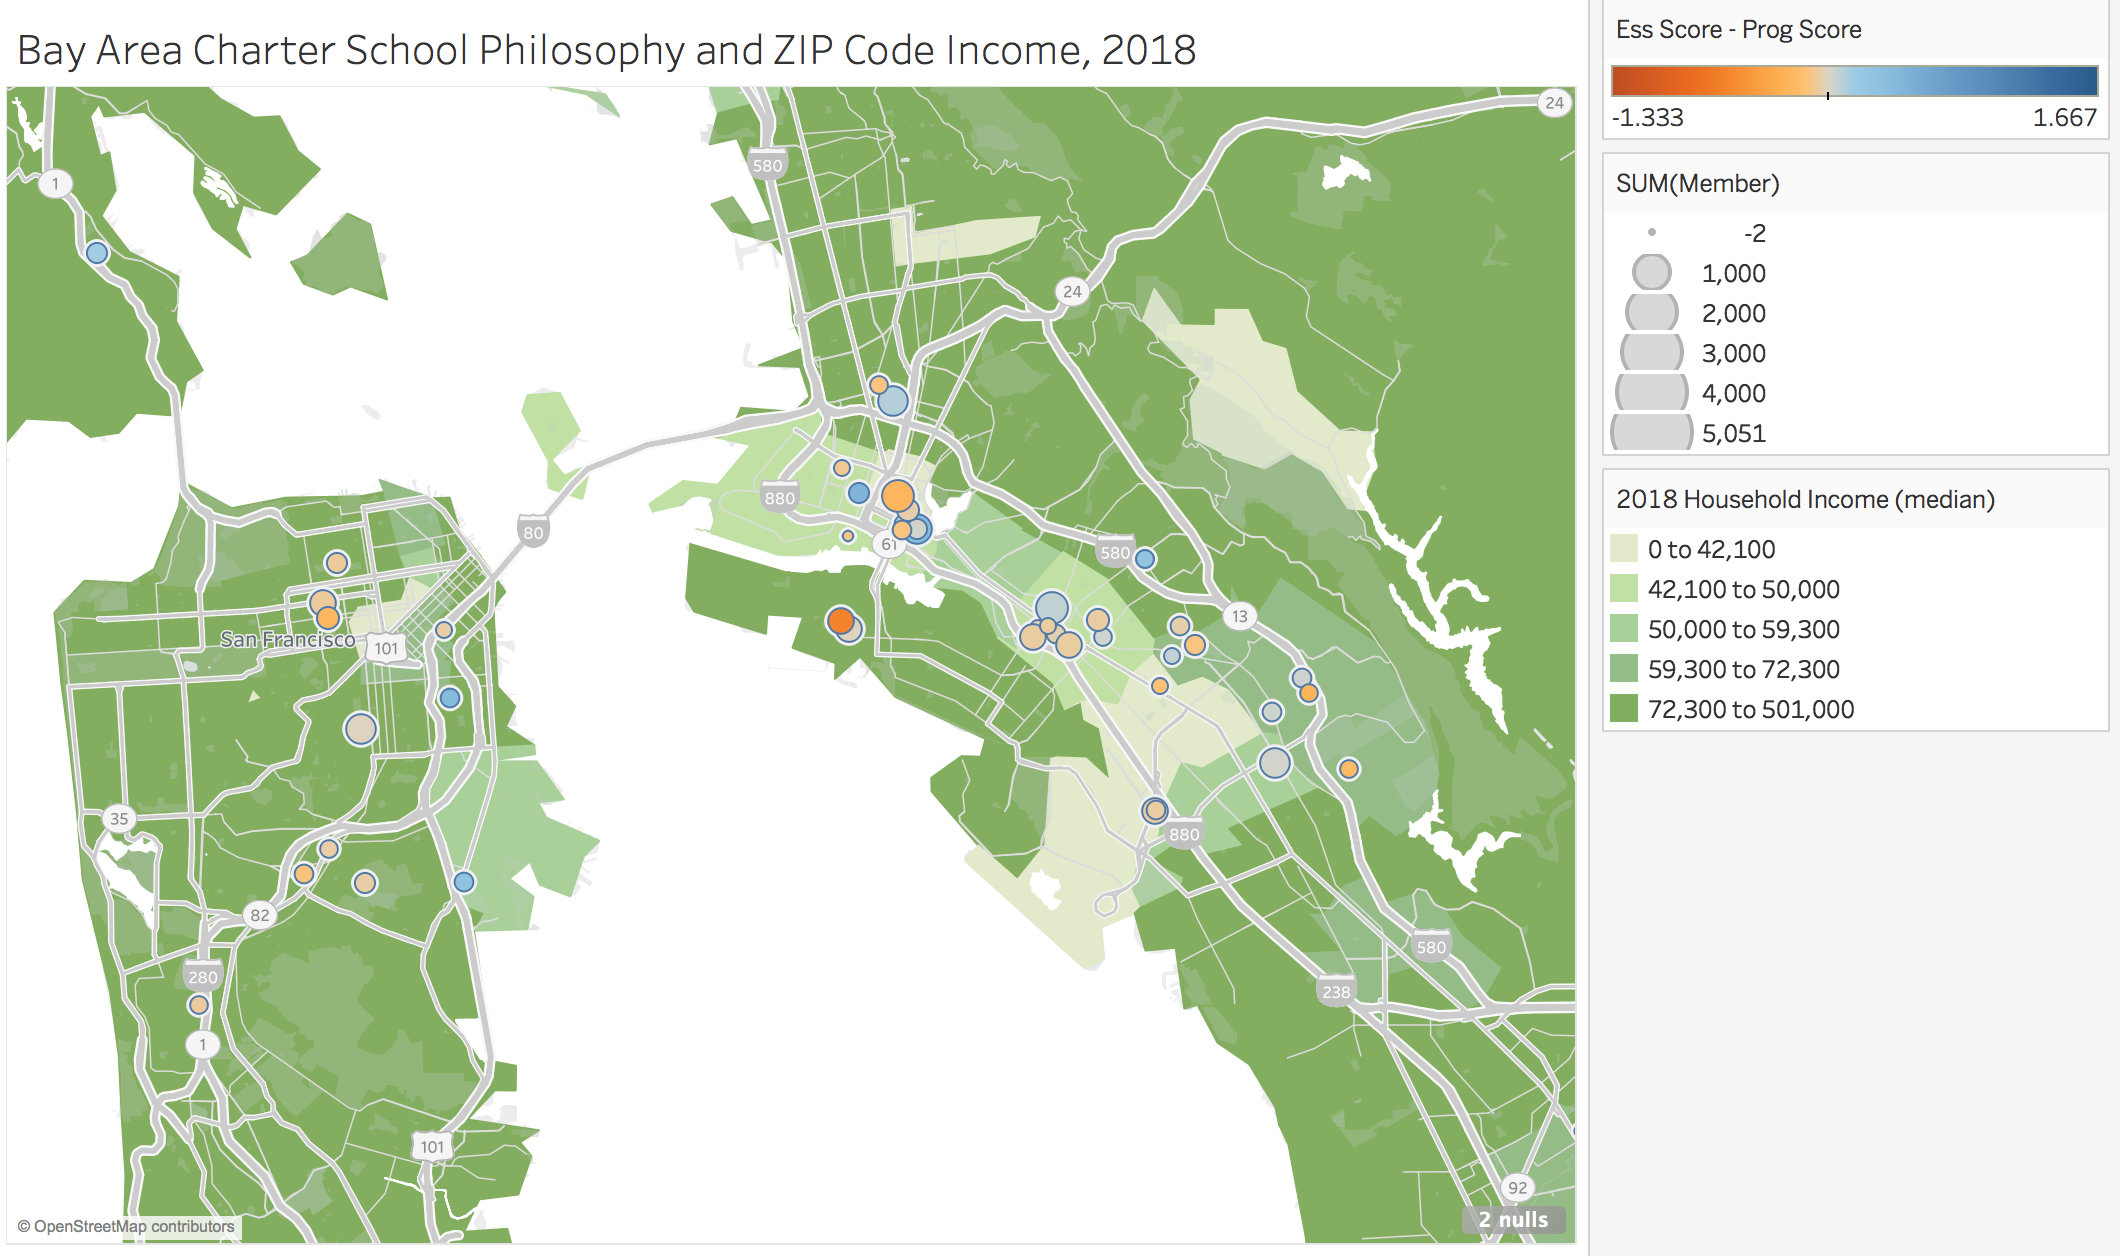 Bay Area Charter School Philosophy and ZIP Code Income, 2018
Ess Score - Prog Score
-1.333 1.667
SUM(Member)
-2
1,000
2,000
3,000
4,000
5,051
2018 Household Income (median)
0 to 42,100
42,100 to 50,000
50,000 to 59,300
59,300 to 72,300
72,300 to 501,000
24
580
1
24
880
80
61
580
13
San Francisco
101
35
880
82
580
280
238
1
101
92
© OpenStreetMap contributors
2 nulls